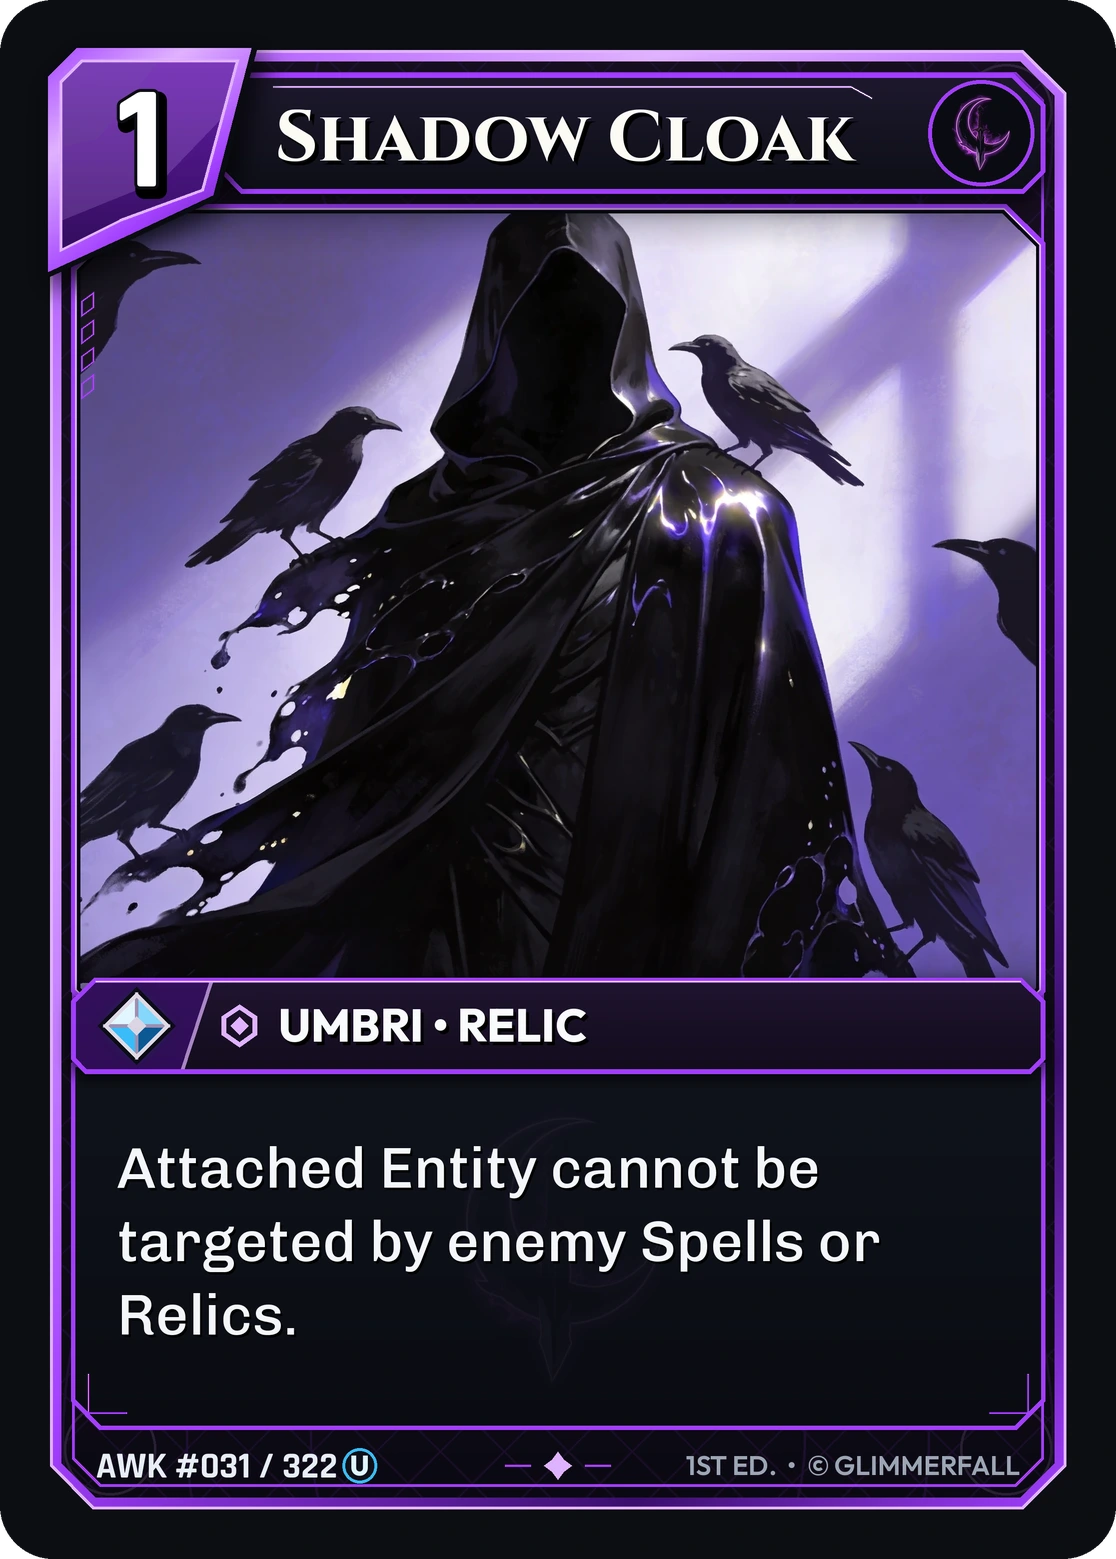 1
Shadow Cloak
UMBRI • RELIC
Attached Entity cannot be
targeted by enemy Spells or
Relics.
AWK #031 / 322 U
1ST ED. • © GLIMMERFALL